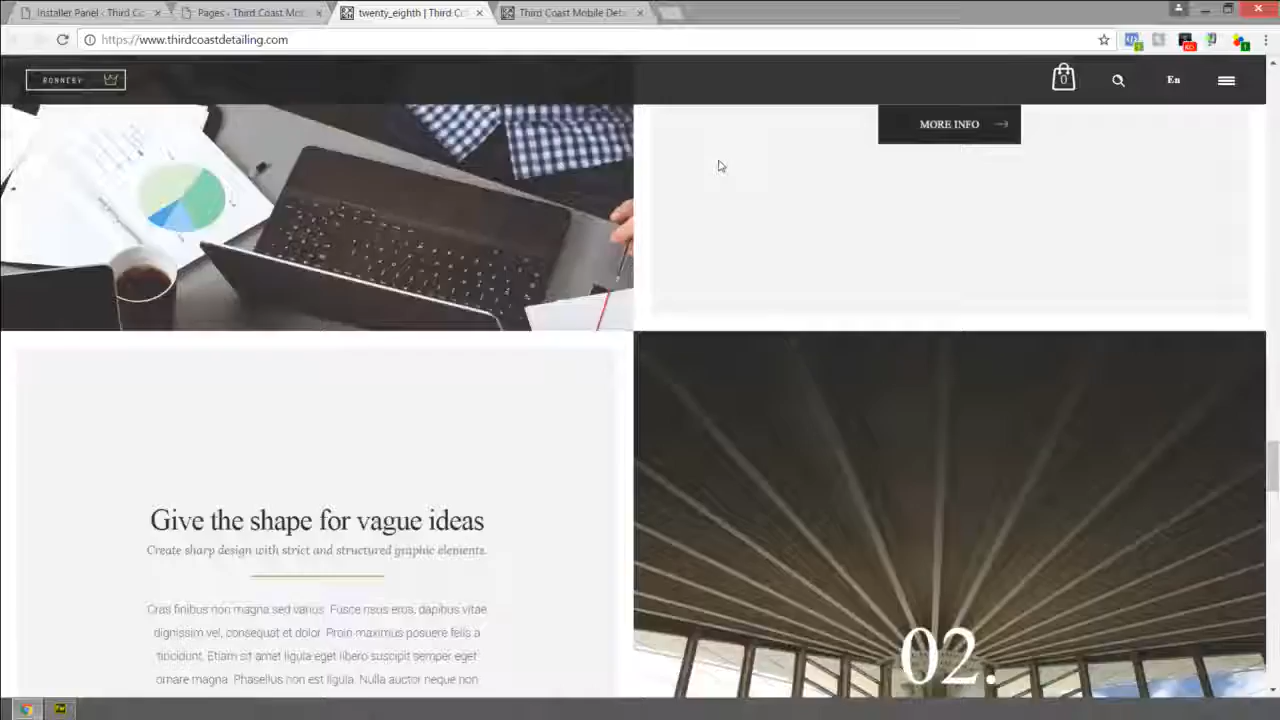 Installer Panel - Third Co
Pages - Third Coast Mo
twenty_eighth | Third Co
Third Coast Mobile Det
https://www.thirdcoastdetailing.com
RONNEBY
0
En
MORE INFO
Give the shape for vague ideas
Create sharp design with strict and structured graphic elements.
Cras finibus non magna sed varius. Fusce risus eros, dapibus vitae
dignissim vel, consequat et dolor. Proin maximus posuere felis a
tincidunt. Etiam sit amet ligula eget libero suscipit semper eget
ornare magna. Phasellus non est ligula. Nulla auctor neque non
02.